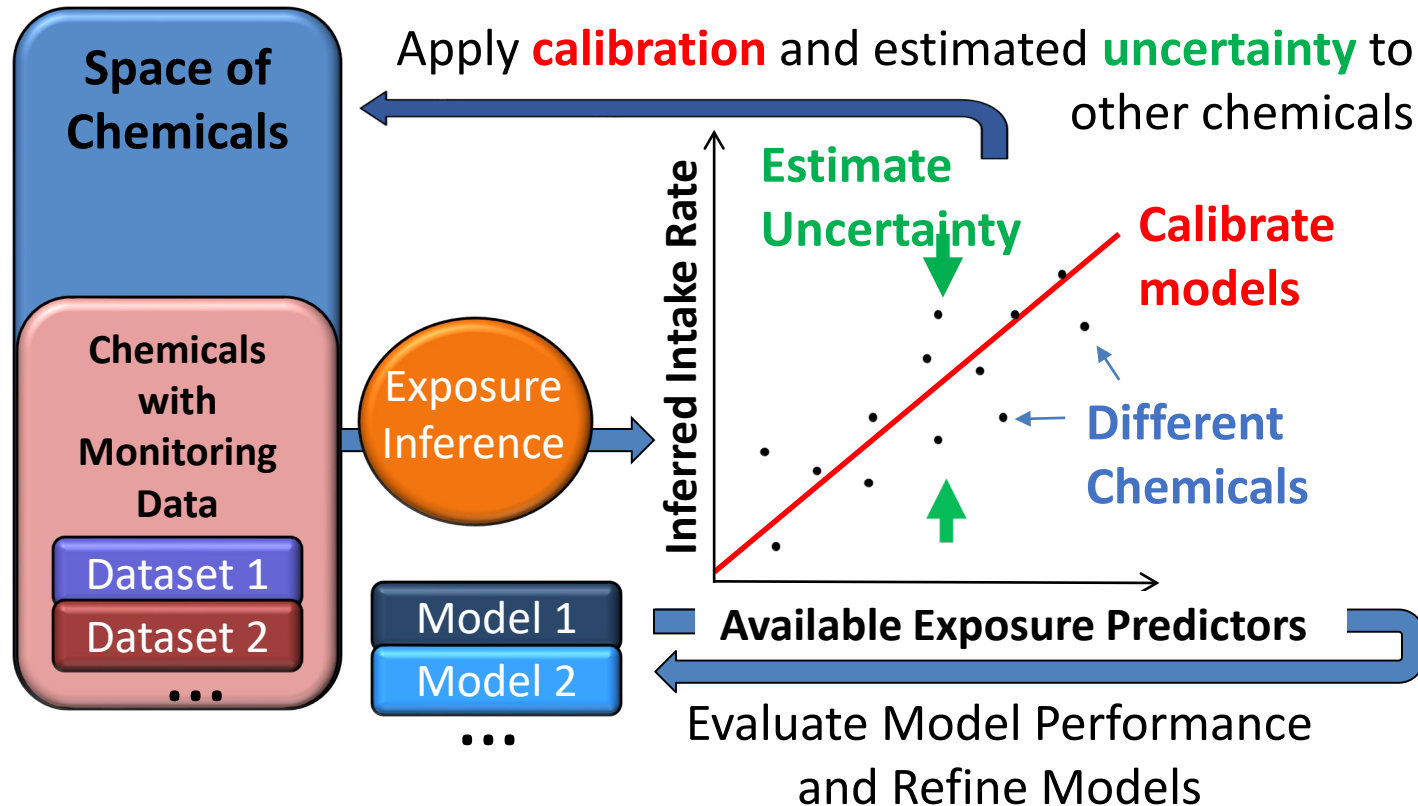 Space of
Chemicals
Apply calibration and estimated uncertainty to
other chemicals
Chemicals
with
Monitoring
Data
Dataset 1
Dataset 2
...
Exposure
Inference
Model 1
Model 2
...
Inferred Intake Rate
Estimate
Uncertainty
Calibrate
models
Different
Chemicals
Available Exposure Predictors
Evaluate Model Performance
and Refine Models